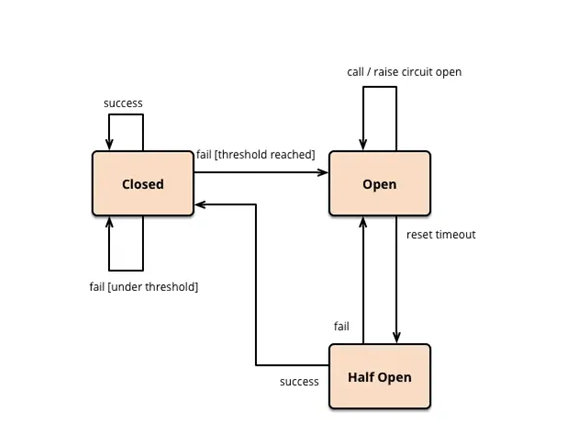 call / raise circuit open
success
fail [threshold reached]
Closed
Open
reset timeout
fail [under threshold]
fail
Half Open
success